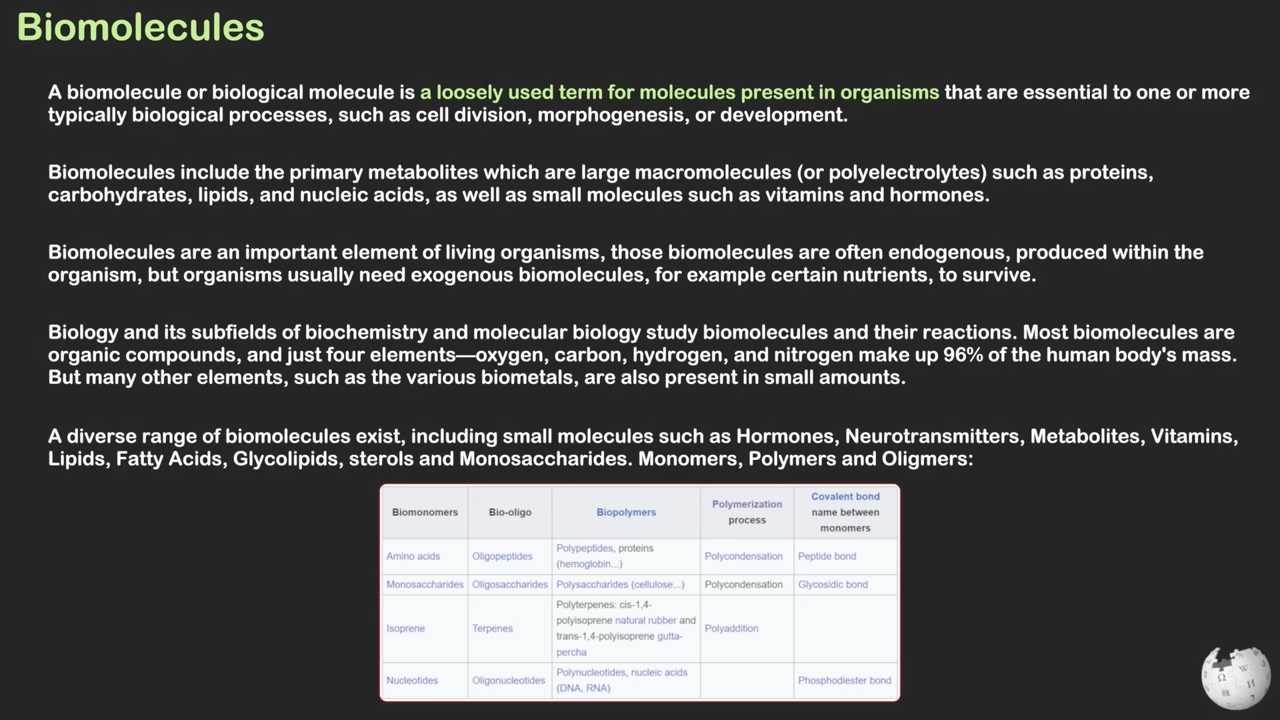 Biomolecules
A biomolecule or biological molecule is a loosely used term for molecules present in organisms that are essential to one or more
typically biological processes, such as cell division, morphogenesis, or development.
Biomolecules include the primary metabolites which are large macromolecules (or polyelectrolytes) such as proteins,
carbohydrates, lipids, and nucleic acids, as well as small molecules such as vitamins and hormones.
Biomolecules are an important element of living organisms, those biomolecules are often endogenous, produced within the
organism, but organisms usually need exogenous biomolecules, for example certain nutrients, to survive.
Biology and its subfields of biochemistry and molecular biology study biomolecules and their reactions. Most biomolecules are
organic compounds, and just four elements—oxygen, carbon, hydrogen, and nitrogen make up 96% of the human body's mass.
But many other elements, such as the various biometals, are also present in small amounts.
A diverse range of biomolecules exist, including small molecules such as Hormones, Neurotransmitters, Metabolites, Vitamins,
Lipids, Fatty Acids, Glycolipids, sterols and Monosaccharides. Monomers, Polymers and Oligmers:
Biomonomers Bio-oligo Biopolymers Polymerization process Covalent bond name between monomers
Amino acids Oligopeptides Polypeptides, proteins (hemoglobin...) Polycondensation Peptide bond
Monosaccharides Oligosaccharides Polysaccharides (cellulose...) Polycondensation Glycosidic bond
Isoprene Terpenes Polyterpenes: cis-1,4-polyisoprene natural rubber and trans-1,4-polyisoprene gutta-percha Polyaddition
Nucleotides Oligonucleotides Polynucleotides, nucleic acids (DNA, RNA) Phosphodiester bond